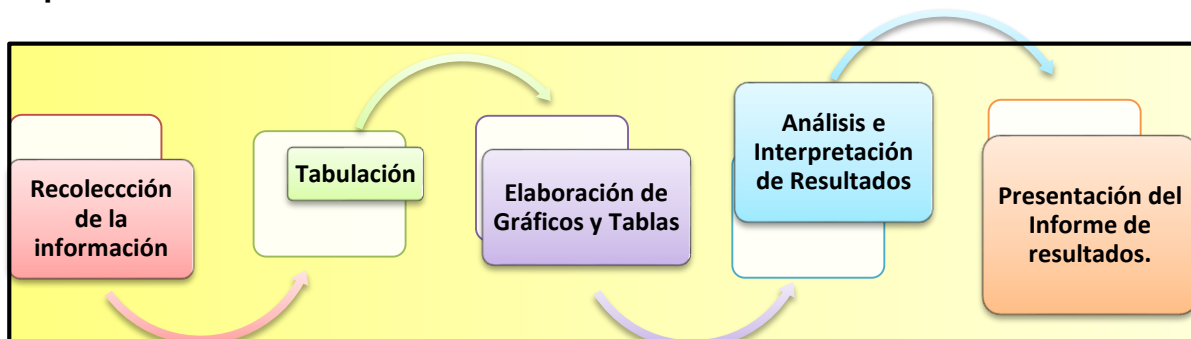 Recoleccción
de la
información
Tabulación
Elaboración de
Gráficos y Tablas
Análisis e
Interpretación
de Resultados
Presentación del
Informe de
resultados.